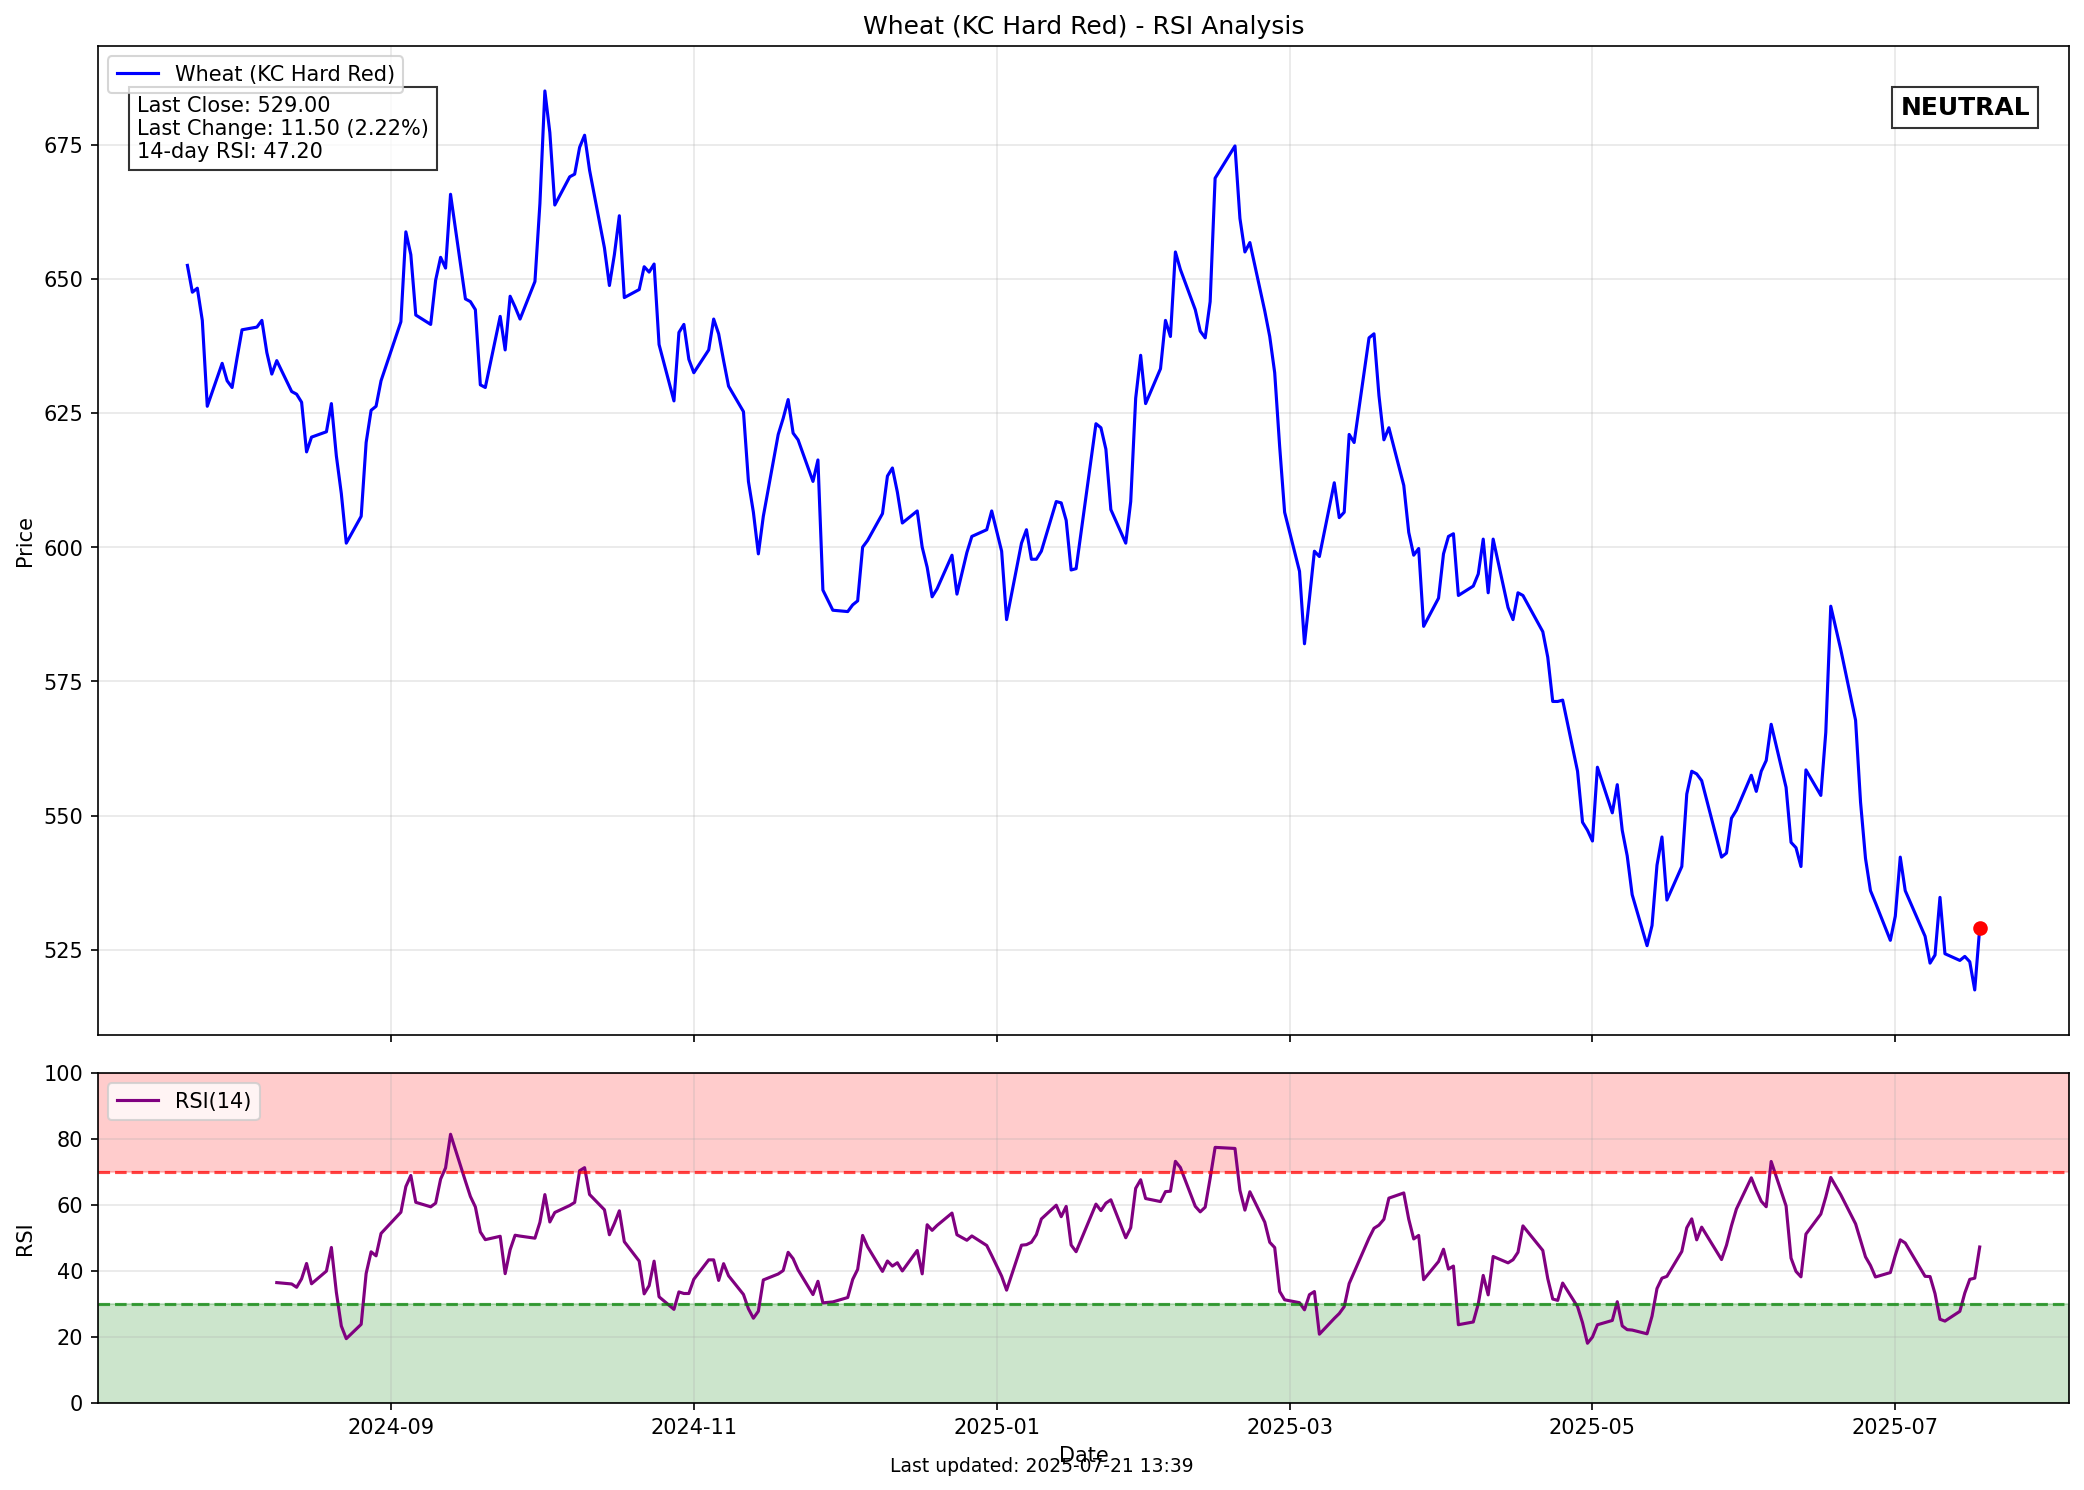 Wheat (KC Hard Red) - RSI Analysis
Wheat (KC Hard Red)
Last Close: 529.00
Last Change: 11.50 (2.22%)
14-day RSI: 47.20
NEUTRAL
Price
675
650
625
600
575
550
525
RSI(14)
RSI
100
80
60
40
20
0
2024-09
2024-11
2025-01
2025-03
2025-05
2025-07
Date
Last updated: 2025-07-21 13:39